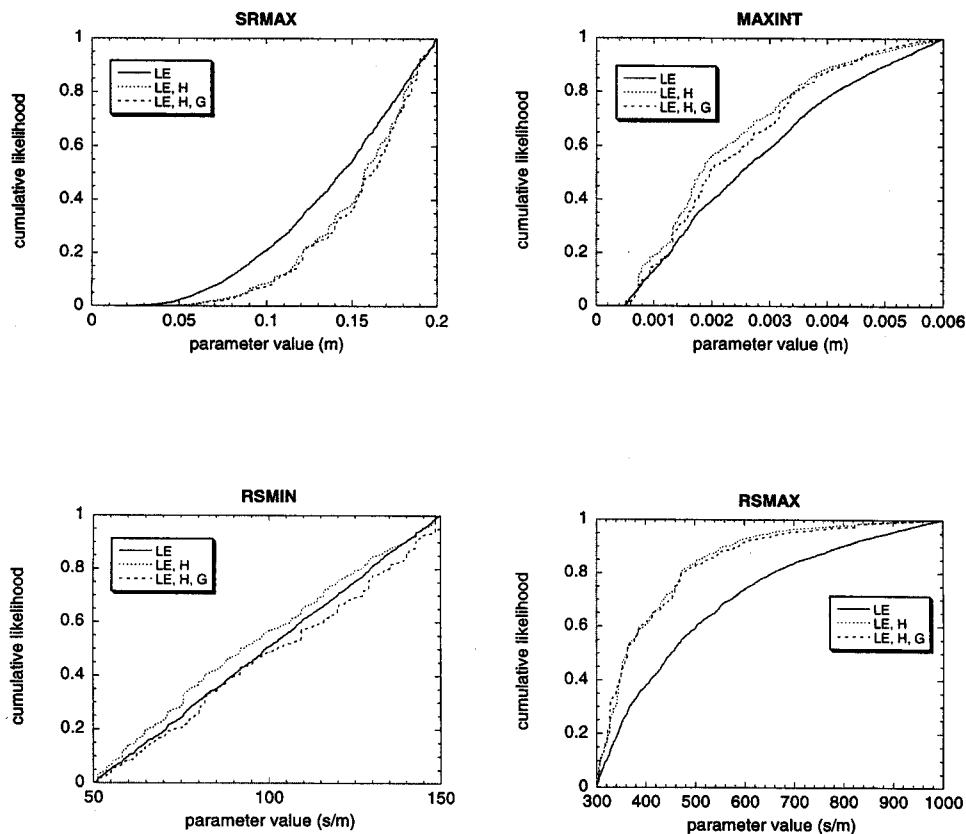 SRMAX
1
0.8
0.6
0.4
0.2
0
LE
LE, H
LE, H, G
cumulative likelihood
0 0.05 0.1 0.15 0.2
parameter value (m)
MAXINT
1
0.8
0.6
0.4
0.2
0
LE
LE, H
LE, H, G
cumulative likelihood
0 0.001 0.002 0.003 0.004 0.005 0.006
parameter value (m)
RSMIN
1
0.8
0.6
0.4
0.2
0
LE
LE, H
LE, H, G
cumulative likelihood
50 100 150
parameter value (s/m)
RSMAX
1
0.8
0.6
0.4
0.2
0
LE
LE, H
LE, H, G
cumulative likelihood
300 400 500 600 700 800 900 1000
parameter value (s/m)